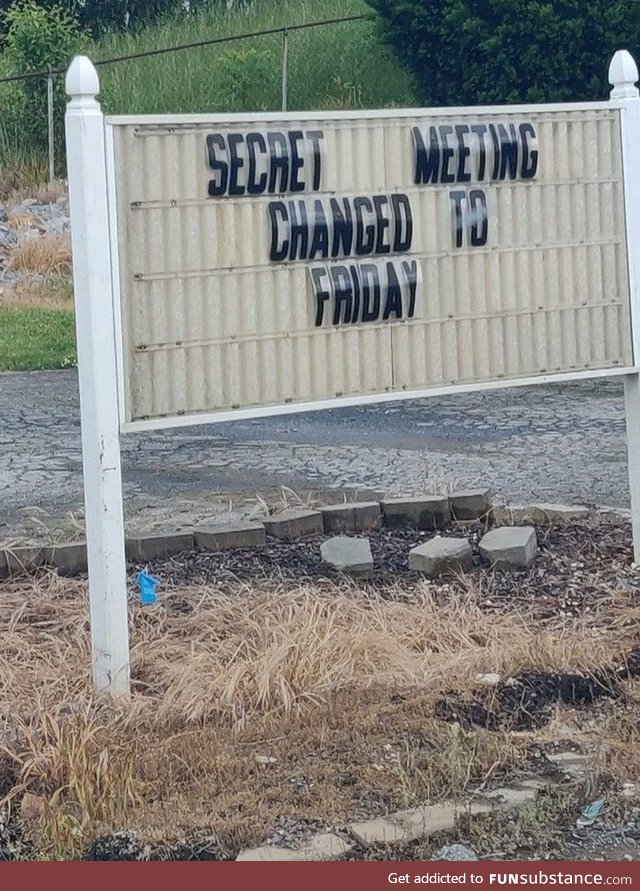 SECRET MEETING
CHANGED TO
FRIDAY
Get addicted to FUNsubstance.com